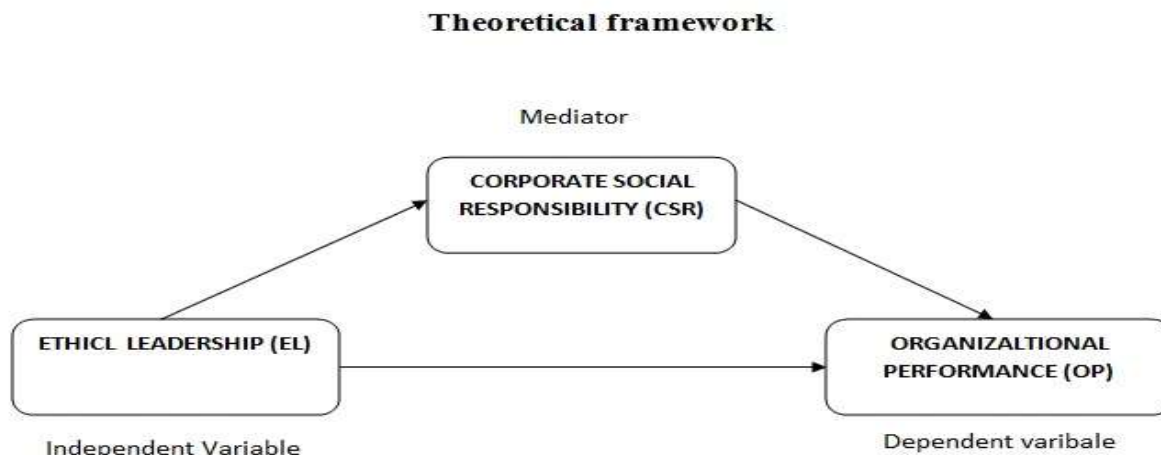 Theoretical framework
Mediator
CORPORATE SOCIAL
RESPONSIBILITY (CSR)
ETHICL LEADERSHIP (EL)
ORGANIZALTIONAL
PERFORMANCE (OP)
Independent Variable
Dependent varibale